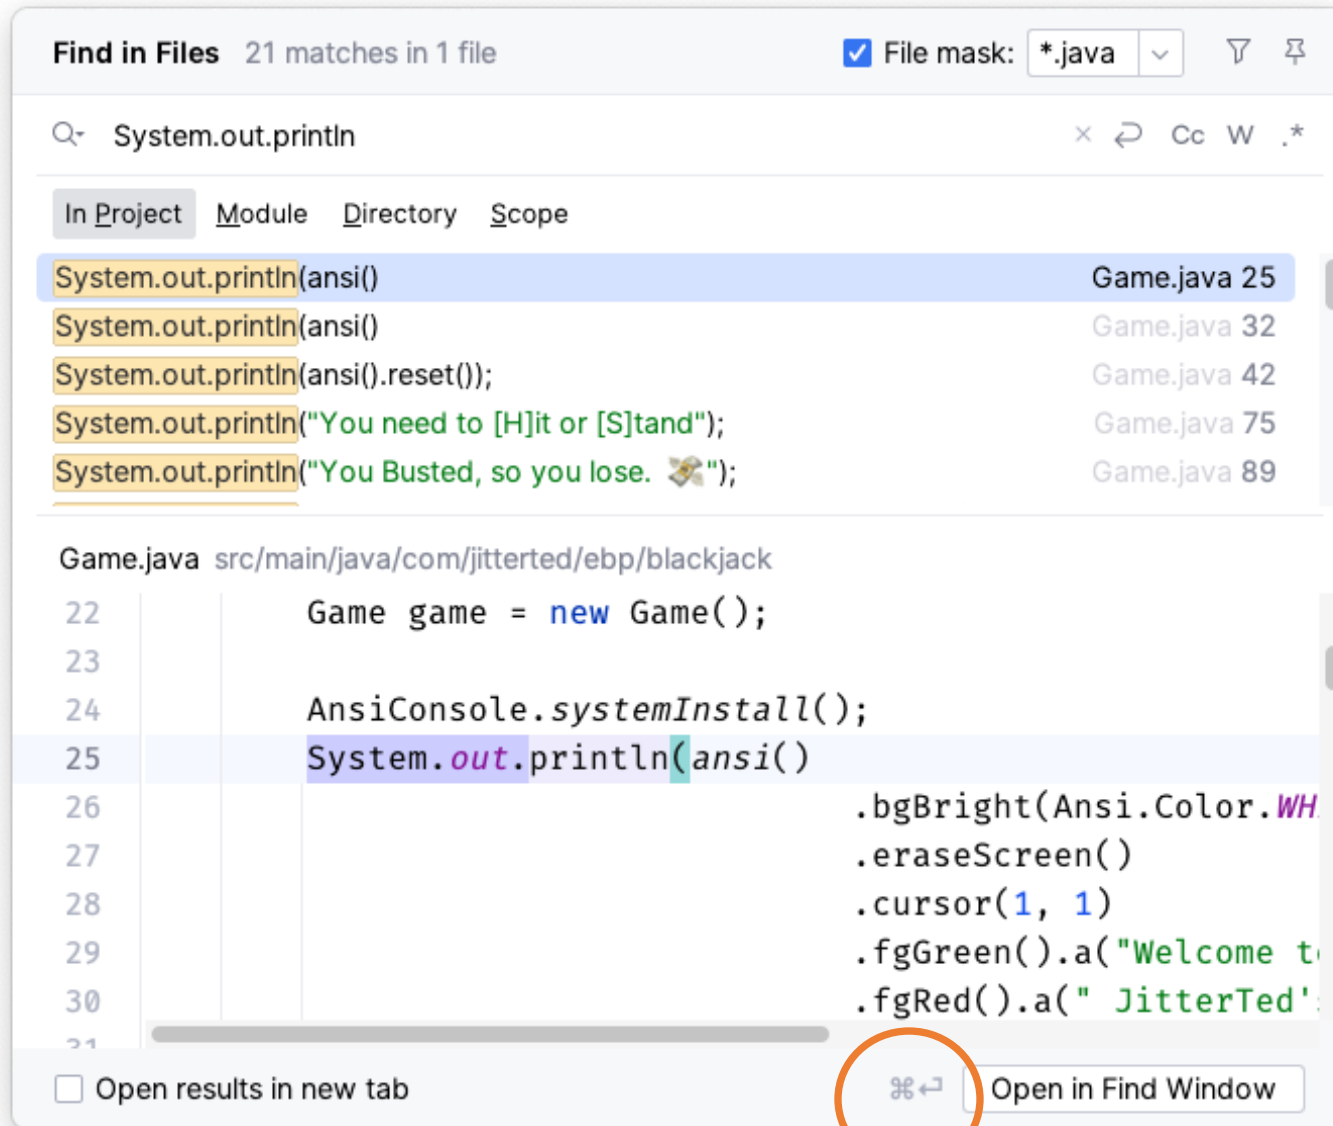 Find in Files 21 matches in 1 file File mask: *.java
System.out.println × Cc W .*
In Project Module Directory Scope
System.out.println(ansi() Game.java 25
System.out.println(ansi() Game.java 32
System.out.println(ansi().reset()); Game.java 42
System.out.println("You need to [H]it or [S]tand"); Game.java 75
System.out.println("You Busted, so you lose. 💸"); Game.java 89
Game.java src/main/java/com/jitterted/ebp/blackjack
22 Game game = new Game();
23
24 AnsiConsole.systemInstall();
25 System.out.println(ansi()
26 .bgBright(Ansi.Color.WH
27 .eraseScreen()
28 .cursor(1, 1)
29 .fgGreen().a("Welcome t
30 .fgRed().a(" JitterTed'
31
Open results in new tab ⌘⏎ Open in Find Window